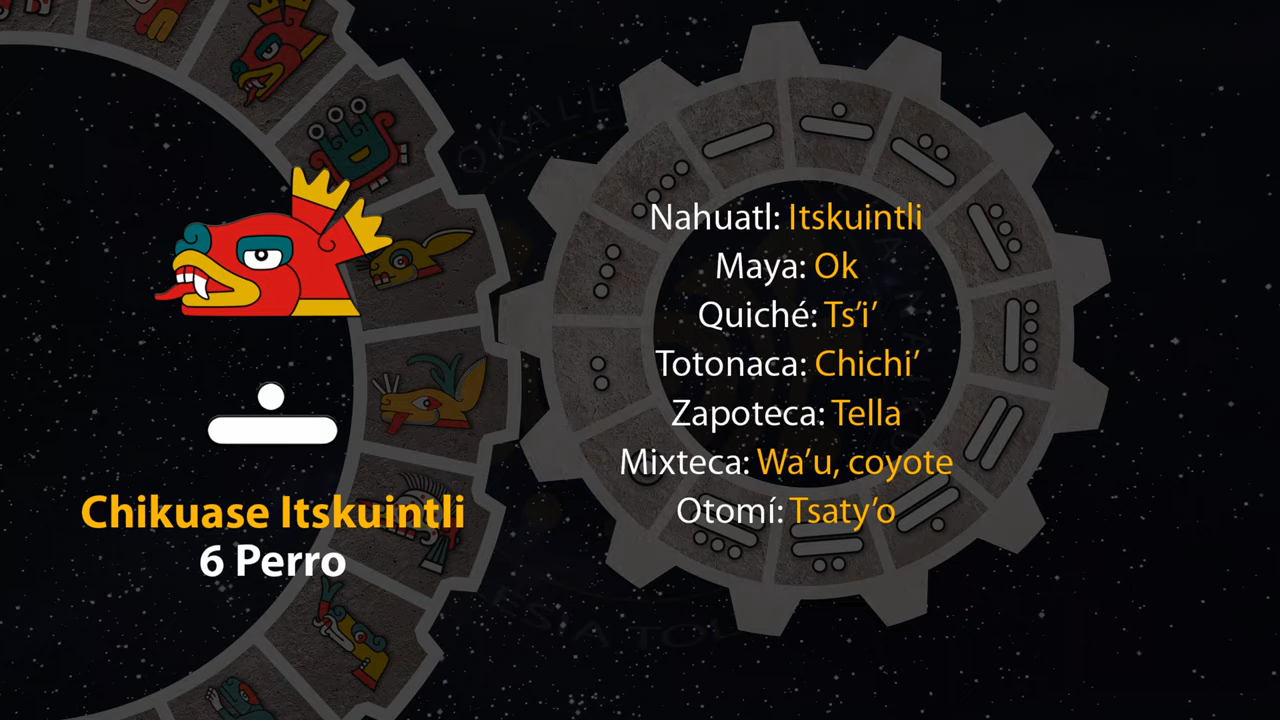 Chikuase Itskuintli
6 Perro
Nahuatl: Itskuintli
Maya: Ok
Quiché: Ts’i’
Totonaca: Chichi’
Zapoteca: Tella
Mixteca: Wa’u, coyote
Otomí: Tsaty’o